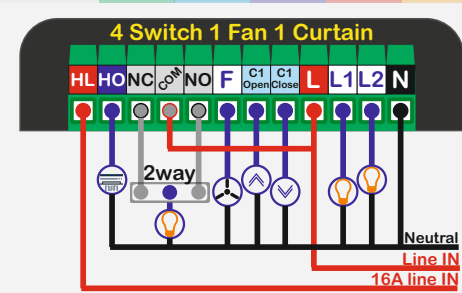 4 Switch 1 Fan 1 Curtain
HL HO NC COM NO F C1 Open C1 Close L L1 L2 N
2way
Neutral
Line IN
16A line IN